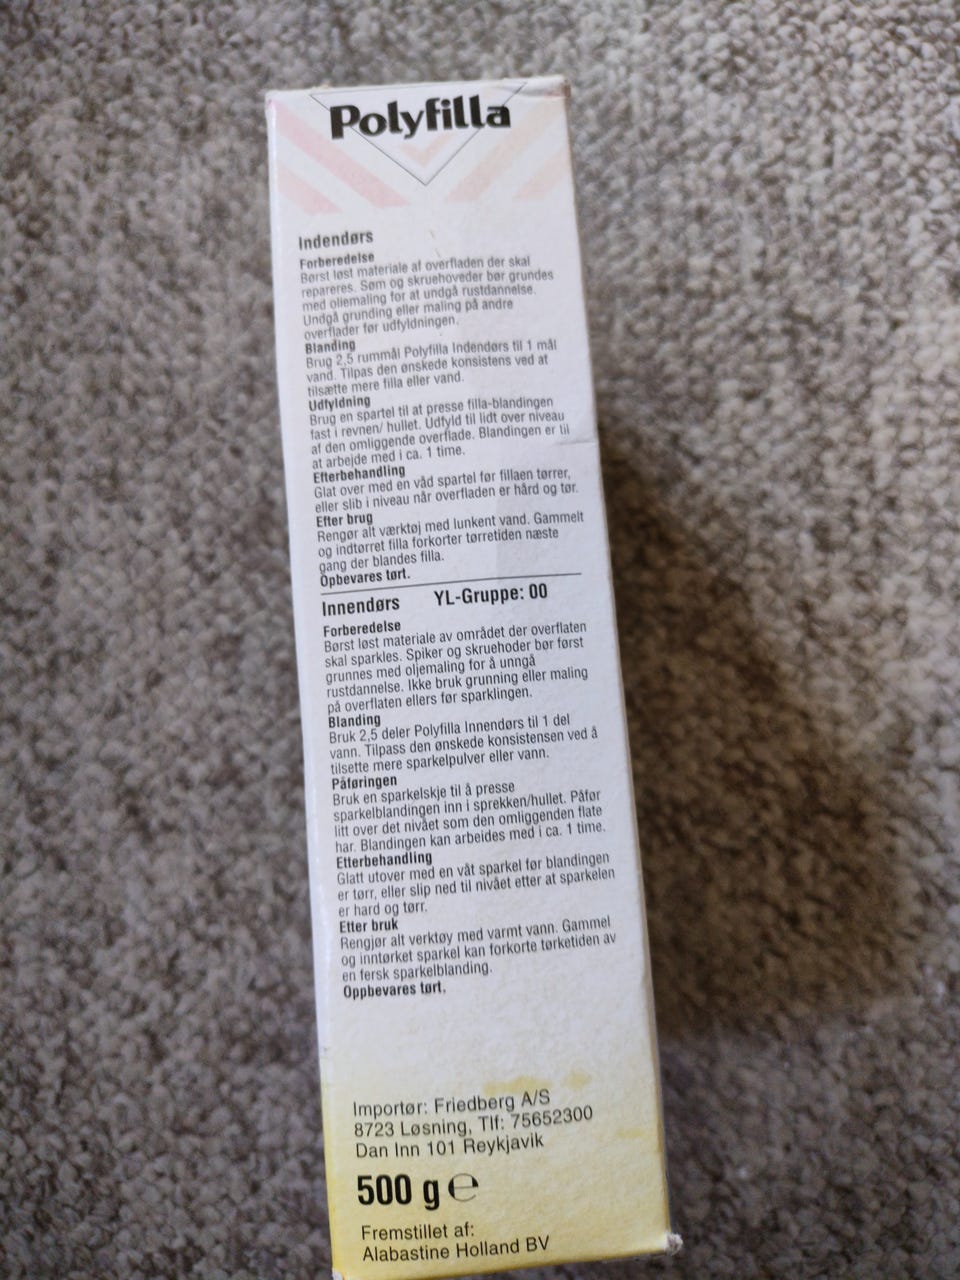 Polyfilla
Indendørs
Forberedelse
Børst løst materiale af overfladen der skal
repareres. Søm og skruehoveder bør grundes
med oliemaling for at undgå rustdannelse.
Undgå grunding eller maling på andre
overflader før udfyldningen.
Blanding
Brug 2,5 rummål Polyfilla Indendørs til 1 mål
vand. Tilpas den ønskede konsistens ved at
tilsætte mere filla eller vand.
Udfyldning
Brug en spartel til at presse filla-blandingen
fast i revnen/ hullet. Udfyld til lidt over niveau
af den omliggende overflade. Blandingen er til
at arbejde med i ca. 1 time.
Efterbehandling
Glat over med en våd spartel før fillaen tørrer,
eller slib i niveau når overfladen er hård og tør.
Efter brug
Rengør alt værktøj med lunkent vand. Gammelt
og indtørret filla forkorter tørretiden næste
gang der blandes filla.
Opbevares tørt.
Innendørs YL-Gruppe: 00
Forberedelse
Børst løst materiale av området der overflaten
skal sparkles. Spiker og skruehoder bør først
grunnes med oljemaling for å unngå
rustdannelse. Ikke bruk grunning eller maling
på overflaten ellers før sparklingen.
Blanding
Bruk 2,5 deler Polyfilla Innendørs til 1 del
vann. Tilpass den ønskede konsistensen ved å
tilsette mere sparkelpulver eller vann.
Påføringen
Bruk en sparkelskje til å presse
sparkelblandingen inn i sprekken/hullet. Påfør
litt over det nivået som den omliggenden flate
har. Blandingen kan arbeides med i ca. 1 time.
Etterbehandling
Glatt utover med en våt sparkel før blandingen
er tørr, eller slip ned til nivået etter at sparkelen
er hard og tørr.
Etter bruk
Rengjør alt verktøy med varmt vann. Gammel
og inntørket sparkel kan forkorte tørketiden av
en fersk sparkelblanding.
Oppbevares tørt.
Importør: Friedberg A/S
8723 Løsning, Tlf: 75652300
Dan Inn 101 Reykjavik
500 g ℮
Fremstillet af:
Alabastine Holland BV